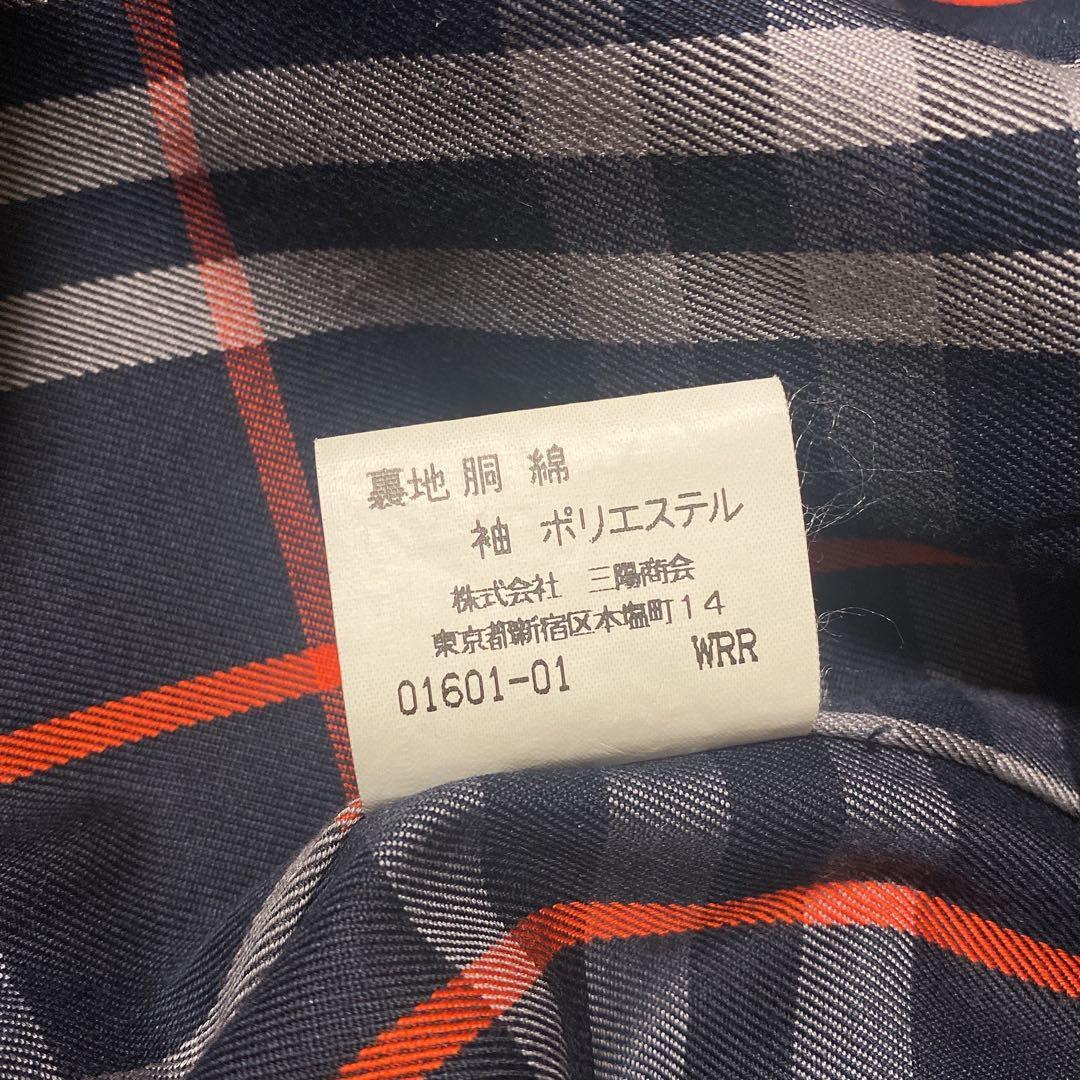 裏地 胴 綿
袖 ポリエステル
株式会社 三陽商会
東京都新宿区本塩町14
01601-01 WRR